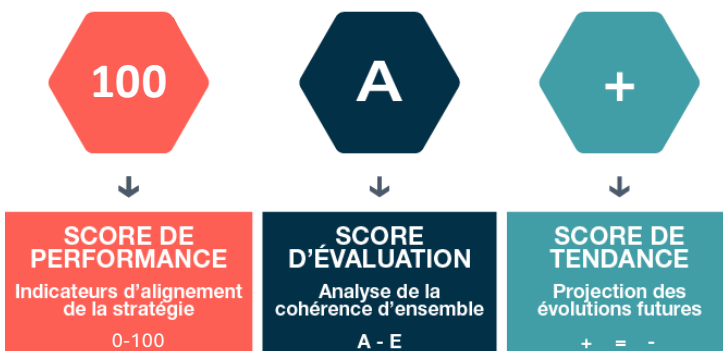 100
A
+
SCORE DE
PERFORMANCE
Indicateurs d'alignement
de la stratégie
0-100
SCORE
D'ÉVALUATION
Analyse de la
cohérence d'ensemble
A - E
SCORE DE
TENDANCE
Projection des
évolutions futures
+ = -